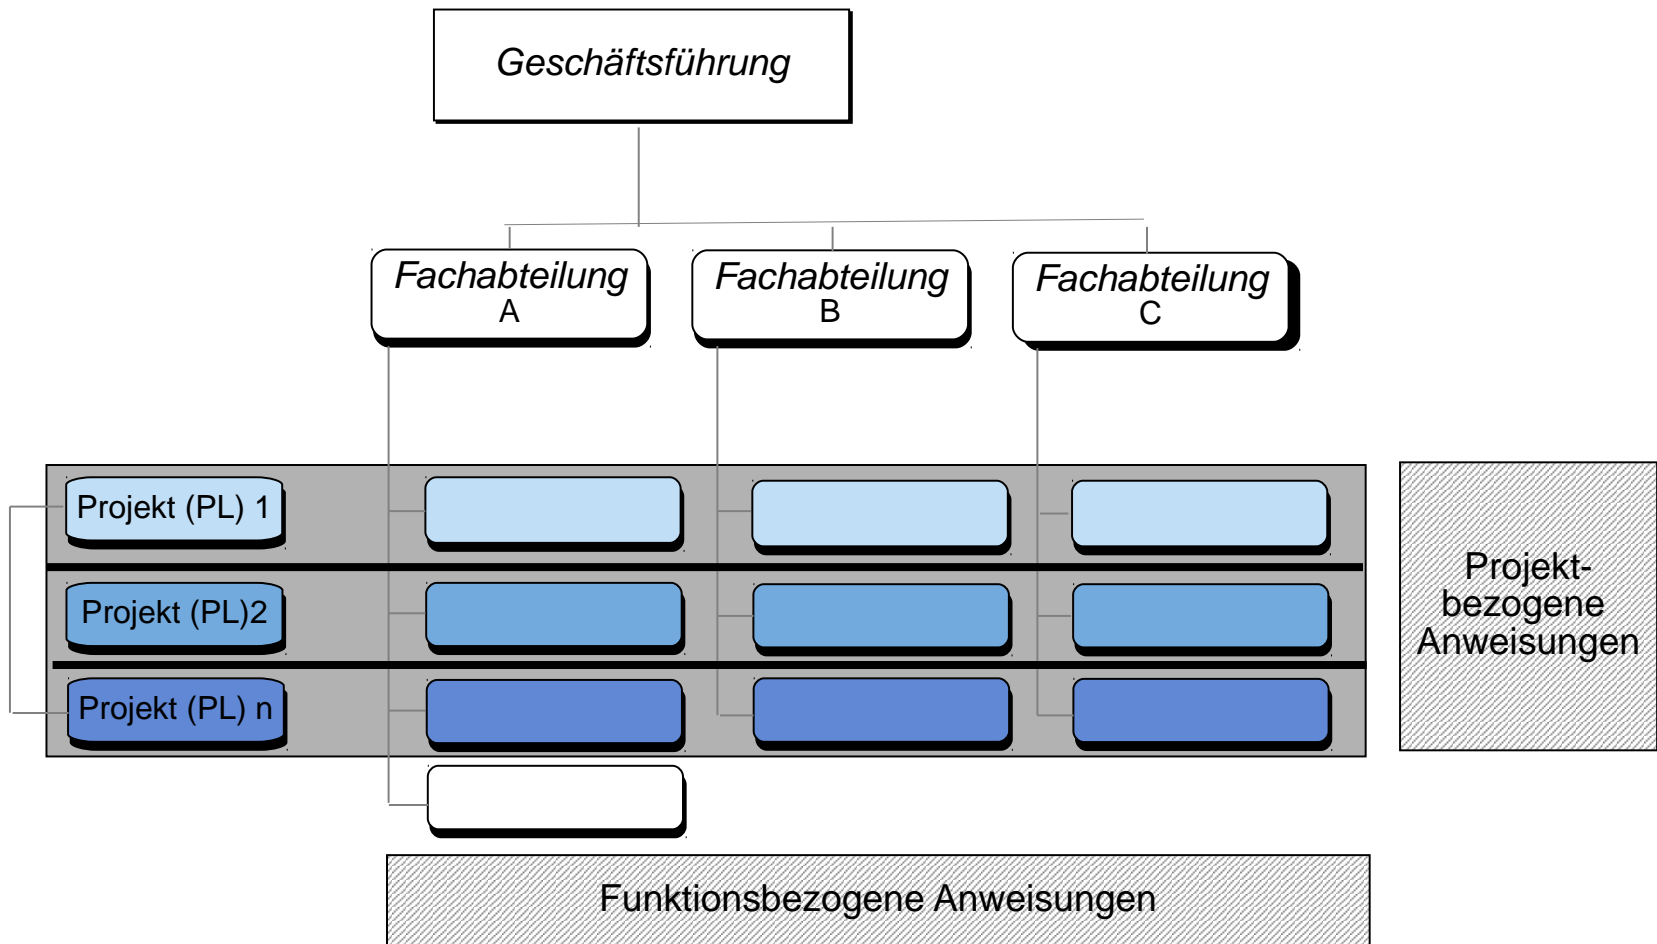 Geschäftsführung
Fachabteilung
A
Fachabteilung
B
Fachabteilung
C
Projekt (PL) 1
Projekt (PL)2
Projekt (PL) n
Projekt-
bezogene
Anweisungen
Funktionsbezogene Anweisungen